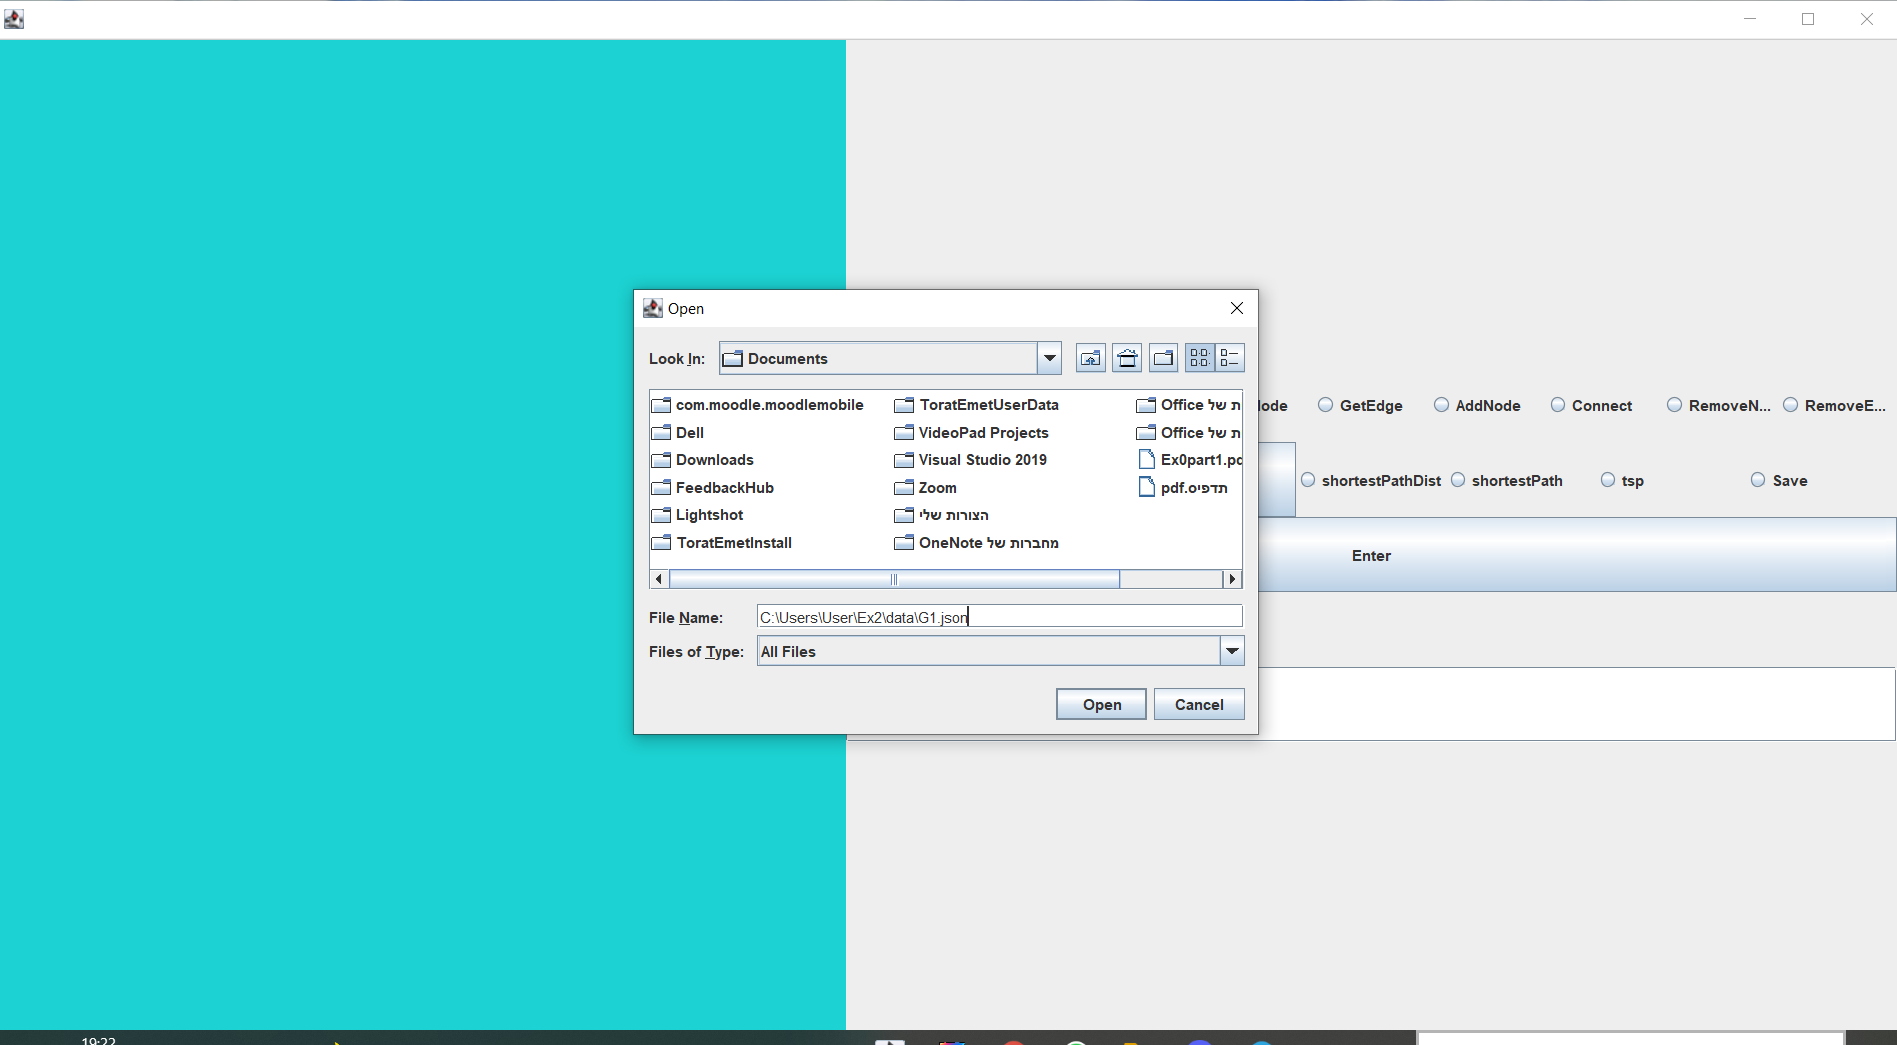 Open
Look In:
Documents
com.moodle.moodlemobile
Dell
Downloads
FeedbackHub
Lightshot
ToratEmetInstall
ToratEmetUserData
VideoPad Projects
Visual Studio 2019
Zoom
הצורות שלי
מחברות של OneNote
ת של Office
ת של Office
Ex0part1.pd
תדפיס.pdf
File Name:
C:\Users\User\Ex2\data\G1.json
Files of Type:
All Files
Open
Cancel
GetEdge
AddNode
Connect
RemoveN...
RemoveE...
shortestPathDist
shortestPath
tsp
Save
Enter
19:22